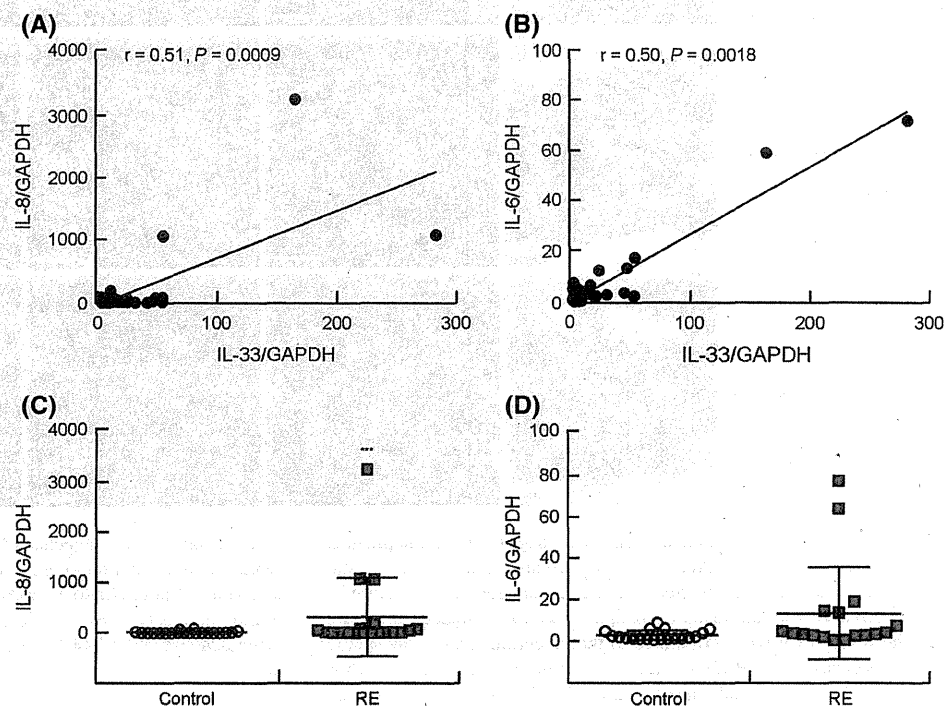 (A)
4000
3000
2000
1000
0
r = 0.51, P = 0.0009
IL-8/GAPDH
0 100 200 300
IL-33/GAPDH
(B)
100
80
60
40
20
0
r = 0.50, P = 0.0018
IL-6/GAPDH
0 100 200 300
IL-33/GAPDH
(C)
4000
3000
2000
1000
0
IL-8/GAPDH
***
Control RE
(D)
100
80
60
40
20
0
IL-6/GAPDH
*
Control RE